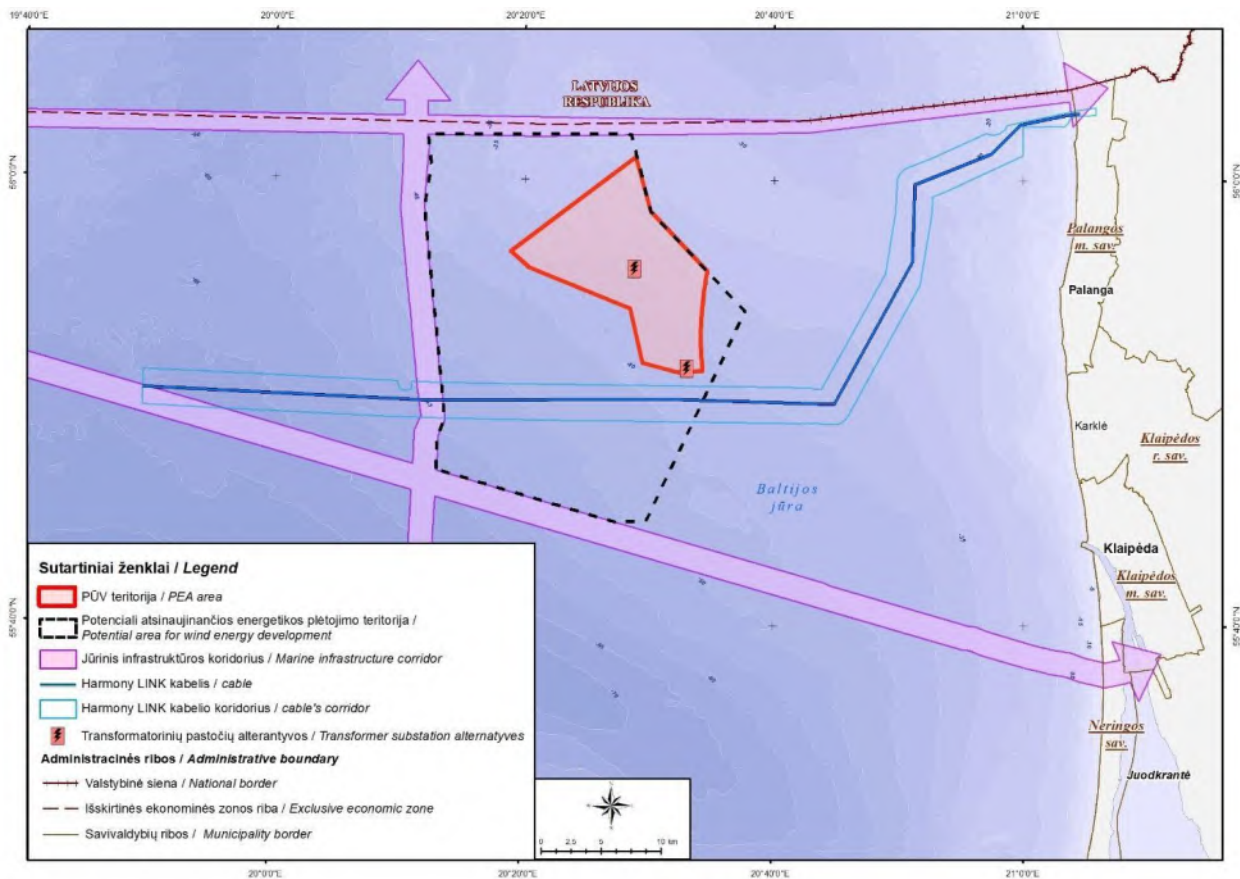 19°40'0"E
20°0'0"E
20°20'0"E
20°40'0"E
21°0'0"E
LATVIJOS
RESPUBLIKA
56°0'0"N
56°0'0"N
Palangos
m. sav.
Palanga
Karklė
Klaipėdos
r. sav.
Baltijos
jūra
Klaipėda
Klaipėdos
m. sav.
55°40'0"N
55°40'0"N
Neringos
sav.
Juodkrantė
Sutartiniai ženklai / Legend
PŪV teritorija / PEA area
Potenciali atsinaujinančios energetikos plėtojimo teritorija /
Potential area for wind energy development
Jūrinis infrastruktūros koridorius / Marine infrastructure corridor
Harmony LINK kabelis / cable
Harmony LINK kabelio koridorius / cable's corridor
Transformatorinių pastočių alterantyvos / Transformer substation alternatyves
Administracinės ribos / Administrative boundary
Valstybinė siena / National border
Išskirtinės ekonominės zonos riba / Exclusive economic zone
Savivaldybių ribos / Municipality border
0 2,5 5 10 km
20°0'0"E
20°20'0"E
20°40'0"E
21°0'0"E